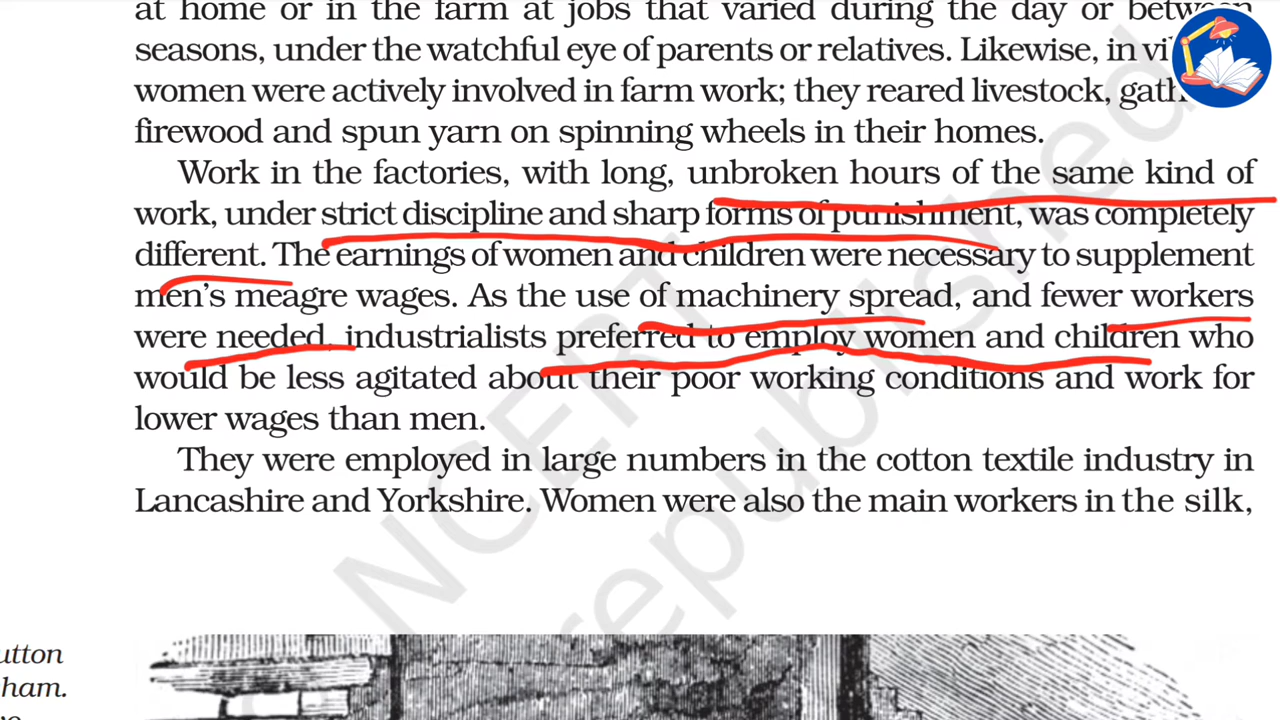 at home or in the farm at jobs that varied during the day or between
seasons, under the watchful eye of parents or relatives. Likewise, in
women were actively involved in farm work; they reared livestock,
firewood and spun yarn on spinning wheels in their homes.
Work in the factories, with long, unbroken hours of the same kind of
work, under strict discipline and sharp forms of punishment, was completely
different. The earnings of women and children were necessary to supplement
men's meagre wages. As the use of machinery spread, and fewer workers
were needed, industrialists preferred to employ women and children who
would be less agitated about their poor working conditions and work for
lower wages than men.
They were employed in large numbers in the cotton textile industry in
Lancashire and Yorkshire. Women were also the main workers in the silk,
NCERT
republished
utton
ham.